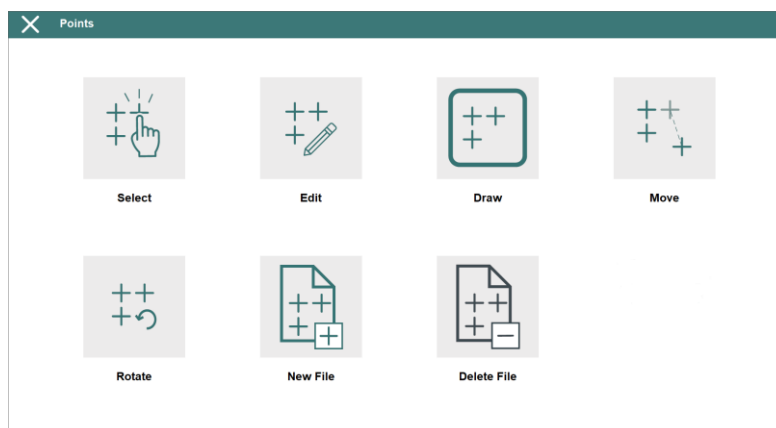 Points
Select
Edit
Draw
Move
Rotate
New File
Delete File